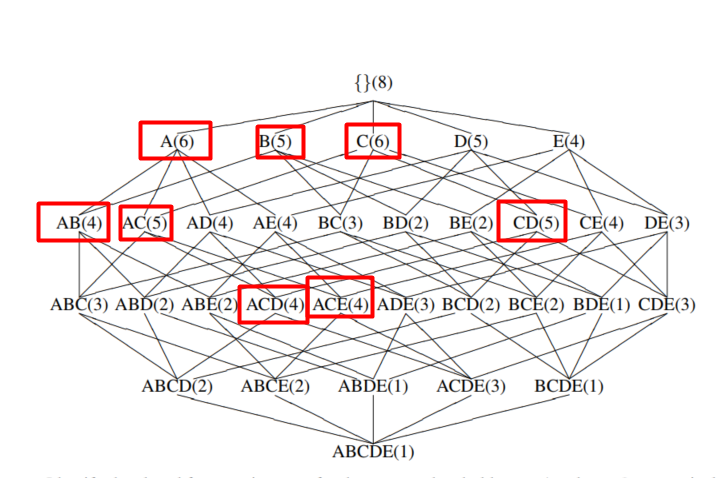 {}(8)
A(6) B(5) C(6) D(5) E(4)
AB(4) AC(5) AD(4) AE(4) BC(3) BD(2) BE(2) CD(5) CE(4) DE(3)
ABC(3) ABD(2) ABE(2) ACD(4) ACE(4) ADE(3) BCD(2) BCE(2) BDE(1) CDE(3)
ABCD(2) ABCE(2) ABDE(1) ACDE(3) BCDE(1)
ABCDE(1)